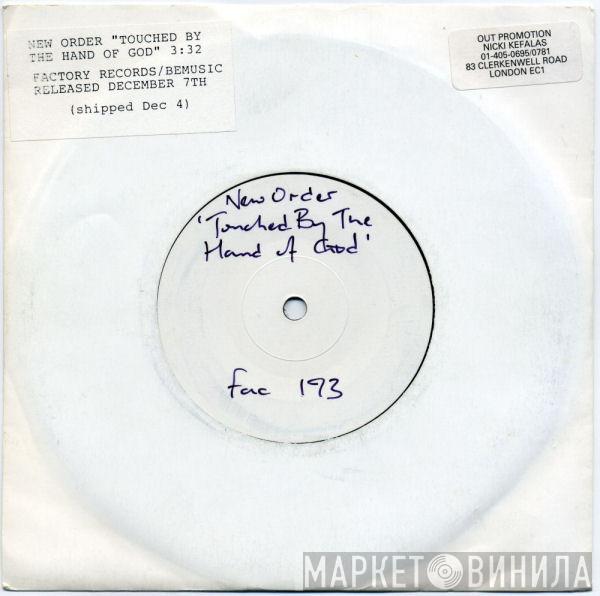 NEW ORDER "TOUCHED BY
THE HAND OF GOD" 3:32
FACTORY RECORDS/BEMUSIC
RELEASED DECEMBER 7TH
(shipped Dec 4)
OUT PROMOTION
NICKI KEFALAS
01-405-0695/0781
83 CLERKENWELL ROAD
LONDON EC1
New Order
'Touched By The
Hand of God'
fac 193
МАРКЕТ ВИНИЛА